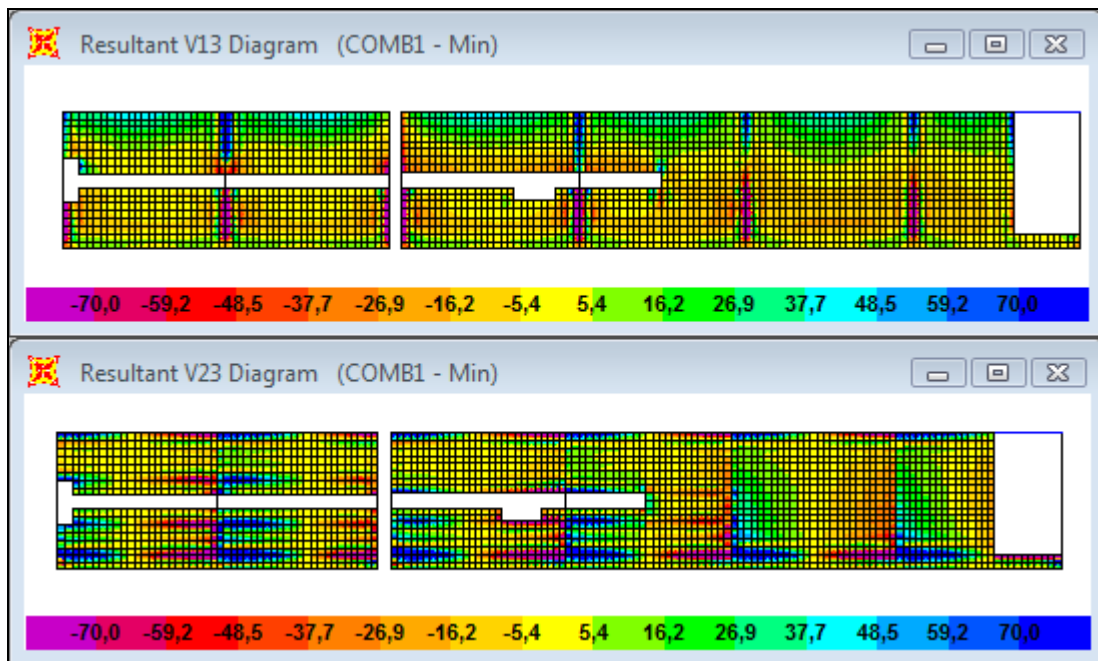 Resultant V13 Diagram (COMB1 - Min)
-70,0 -59,2 -48,5 -37,7 -26,9 -16,2 -5,4 5,4 16,2 26,9 37,7 48,5 59,2 70,0
Resultant V23 Diagram (COMB1 - Min)
-70,0 -59,2 -48,5 -37,7 -26,9 -16,2 -5,4 5,4 16,2 26,9 37,7 48,5 59,2 70,0